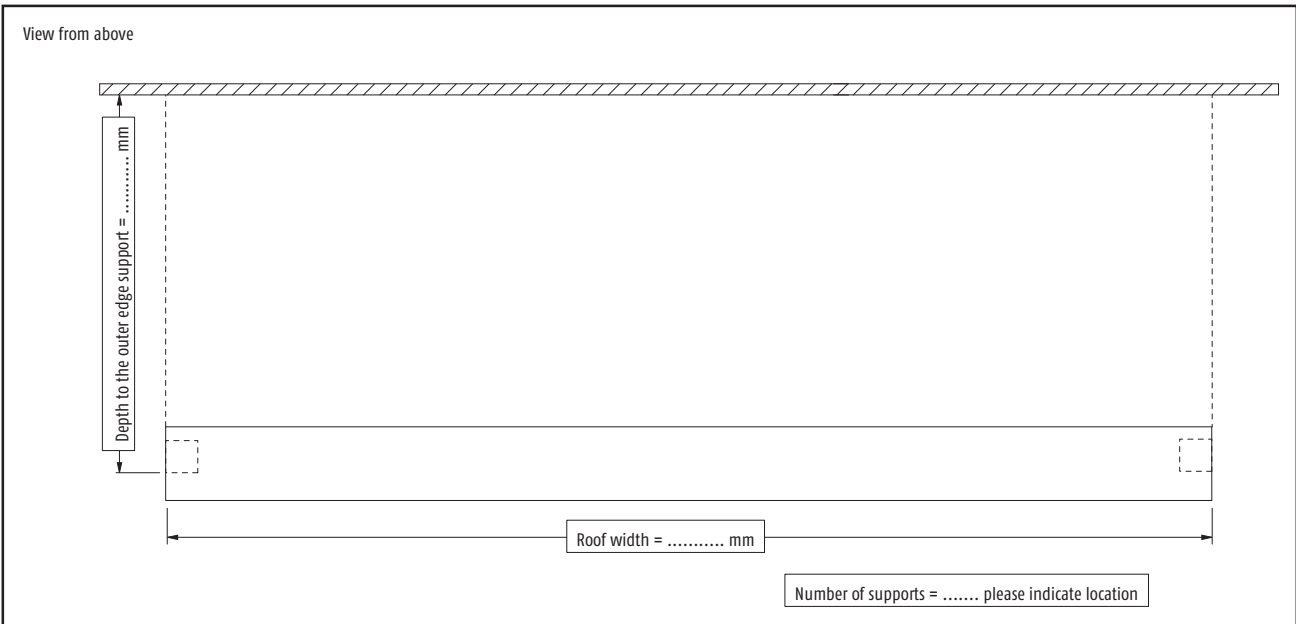 View from above
Depth to the outer edge support = ........... mm
Roof width = ........... mm
Number of supports = ....... please indicate location